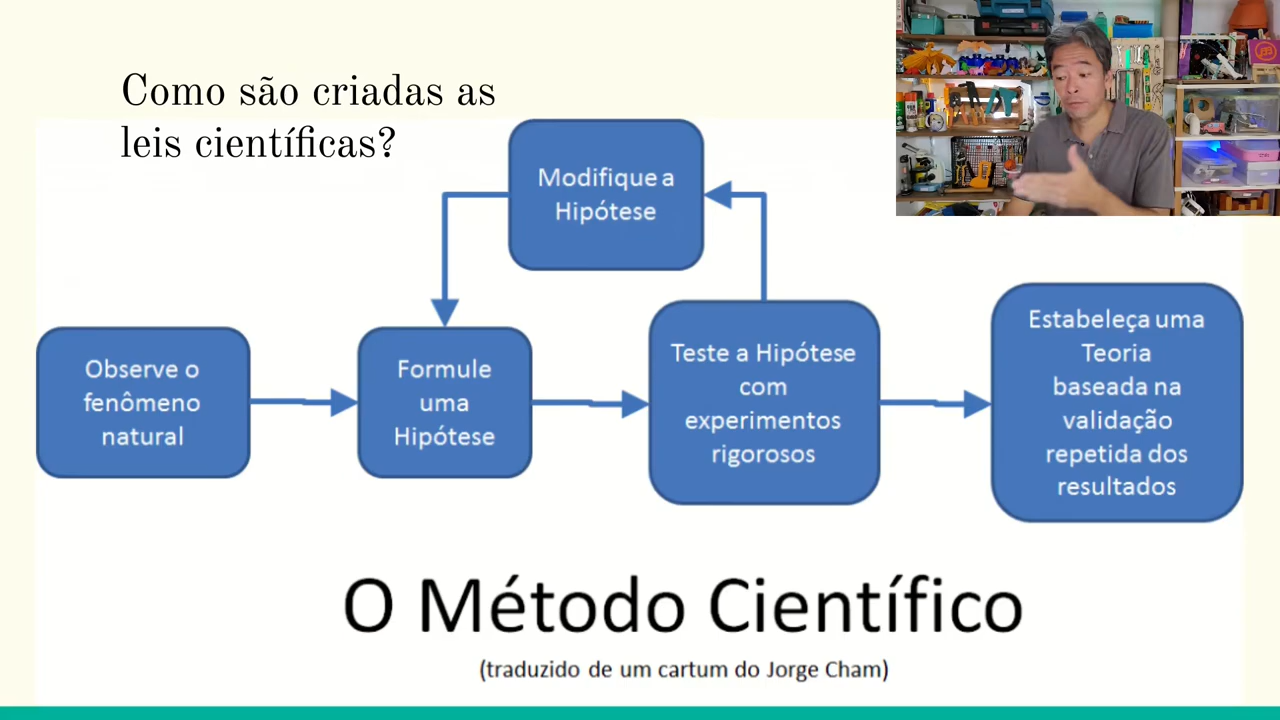 Como são criadas as
leis científicas?
Modifique a
Hipótese
Observe o
fenômeno
natural
Formule
uma
Hipótese
Teste a Hipótese
com
experimentos
rigorosos
Estabeleça uma
Teoria
baseada na
validação
repetida dos
resultados
O Método Científico
(traduzido de um cartum do Jorge Cham)